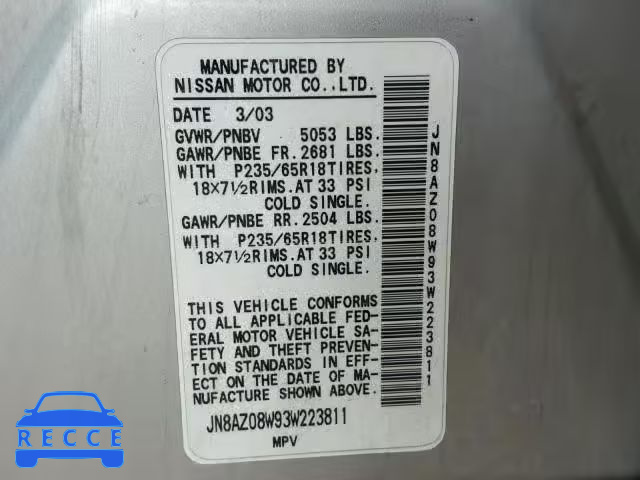 MANUFACTURED BY
NISSAN MOTOR CO.,LTD.
DATE 3/03
GVWR/PNBV 5053 LBS.
GAWR/PNBE FR.2681 LBS.
WITH P235/65R18TIRES,
18×7½RIMS.AT 33 PSI
COLD SINGLE.
GAWR/PNBE RR.2504 LBS.
WITH P235/65R18TIRES,
18×7½RIMS.AT 33 PSI
COLD SINGLE.
THIS VEHICLE CONFORMS
TO ALL APPLICABLE FED-
ERAL MOTOR VEHICLE SA-
FETY AND THEFT PREVEN-
TION STANDARDS IN EFF-
ECT ON THE DATE OF MA-
NUFACTURE SHOWN ABOVE.
JN8AZ08W93W223811
MPV
JN8AZ08W93W223811
RECCE